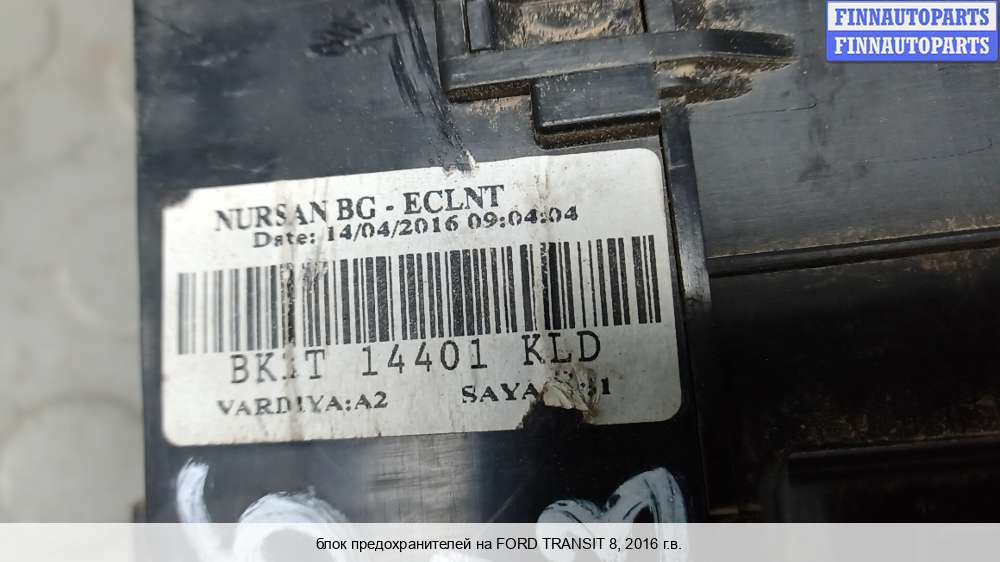 FINNAUTOPARTS
FINNAUTOPARTS
NURSAN BG - ECLNT
Date: 14/04/2016 09:04:04
14401 KLD
VARDIYA:A2
блок предохранителей на FORD TRANSIT 8, 2016 г.в.